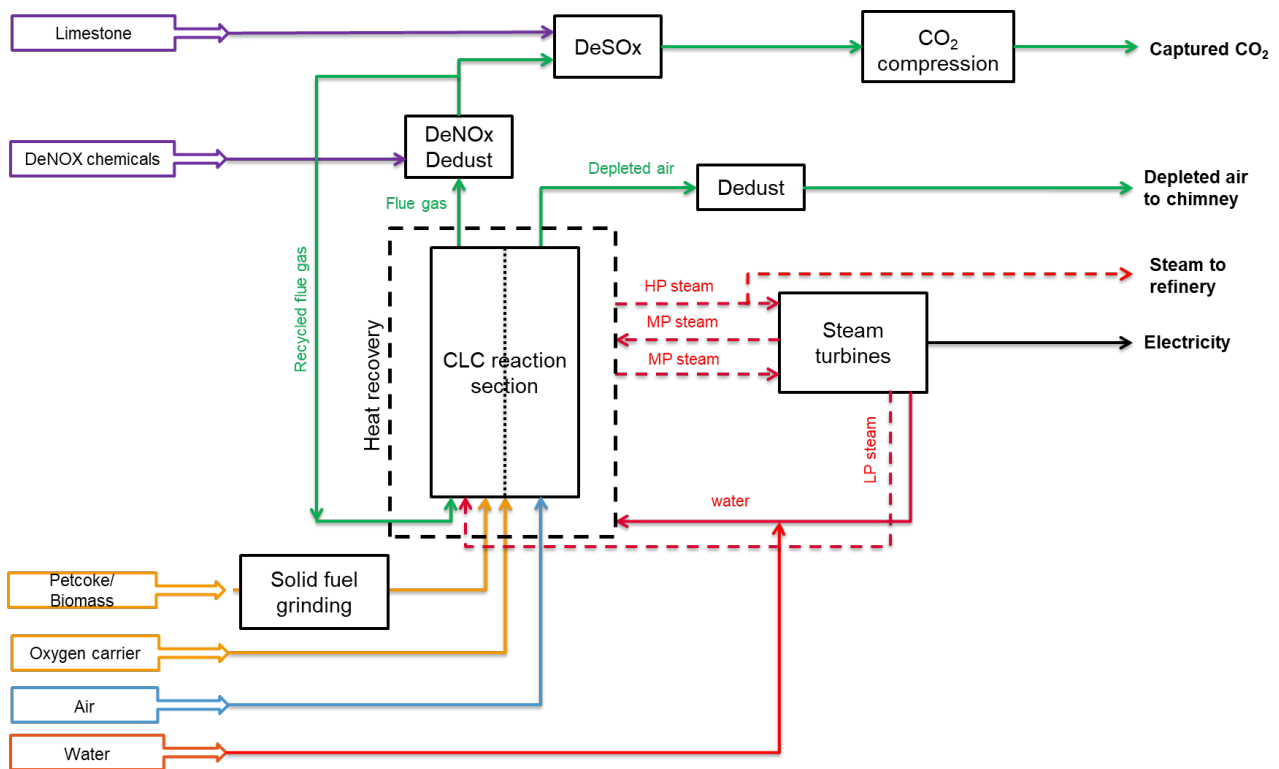 Limestone
DeSOx
CO₂
compression
Captured CO₂
DeNOX chemicals
DeNOx
Dedust
Depleted air
Dedust
Depleted air
to chimney
Flue gas
Recycled flue gas
Heat recovery
CLC reaction
section
HP steam
MP steam
MP steam
Steam
turbines
Steam to
refinery
Electricity
LP steam
water
Petcoke/
Biomass
Solid fuel
grinding
Oxygen carrier
Air
Water